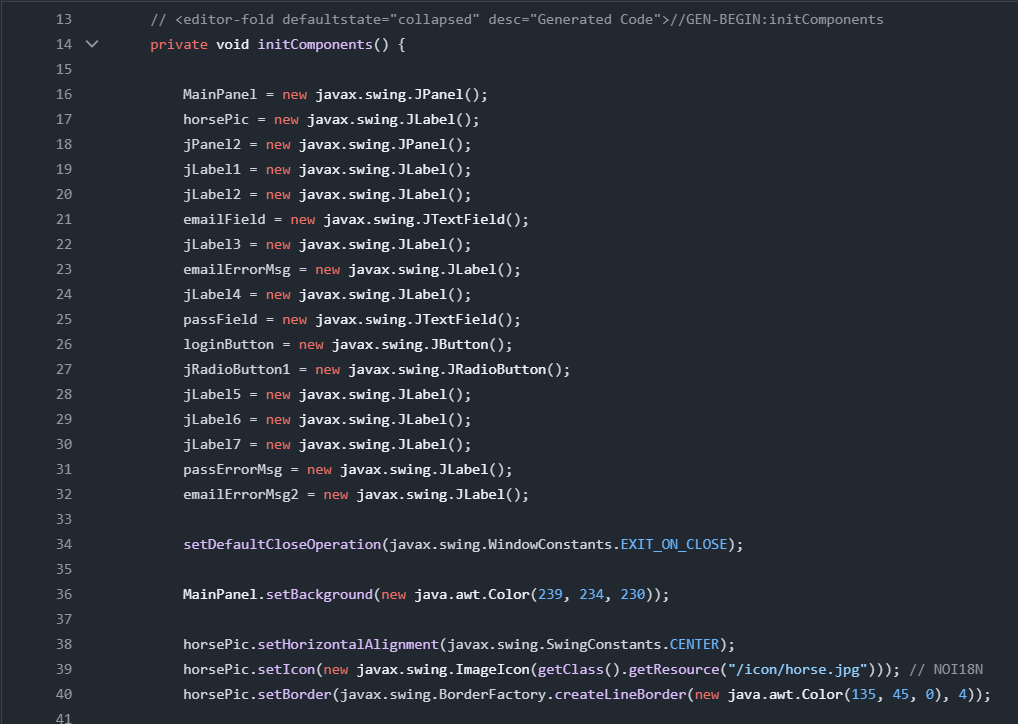 13 // <editor-fold defaultstate="collapsed" desc="Generated Code">//GEN-BEGIN:initComponents
14 private void initComponents() {
15
16 MainPanel = new javax.swing.JPanel();
17 horsePic = new javax.swing.JLabel();
18 jPanel2 = new javax.swing.JPanel();
19 jLabel1 = new javax.swing.JLabel();
20 jLabel2 = new javax.swing.JLabel();
21 emailField = new javax.swing.JTextField();
22 jLabel3 = new javax.swing.JLabel();
23 emailErrorMsg = new javax.swing.JLabel();
24 jLabel4 = new javax.swing.JLabel();
25 passField = new javax.swing.JTextField();
26 loginButton = new javax.swing.JButton();
27 jRadioButton1 = new javax.swing.JRadioButton();
28 jLabel5 = new javax.swing.JLabel();
29 jLabel6 = new javax.swing.JLabel();
30 jLabel7 = new javax.swing.JLabel();
31 passErrorMsg = new javax.swing.JLabel();
32 emailErrorMsg2 = new javax.swing.JLabel();
33
34 setDefaultCloseOperation(javax.swing.WindowConstants.EXIT_ON_CLOSE);
35
36 MainPanel.setBackground(new java.awt.Color(239, 234, 230));
37
38 horsePic.setHorizontalAlignment(javax.swing.SwingConstants.CENTER);
39 horsePic.setIcon(new javax.swing.ImageIcon(getClass().getResource("/icon/horse.jpg"))); // NOI18N
40 horsePic.setBorder(javax.swing.BorderFactory.createLineBorder(new java.awt.Color(135, 45, 0), 4));
41